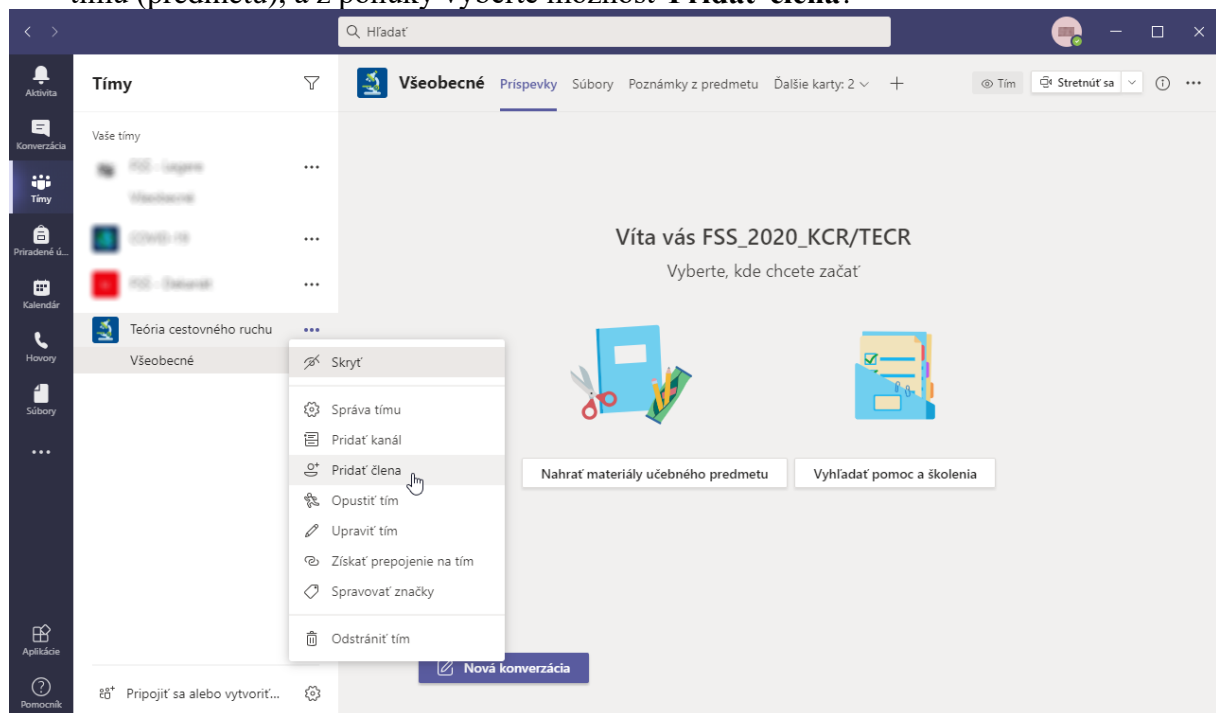 tímu (predmetu), a z ponuky vyberte možnosť Pridať člena:
Hľadať
Aktivita
Konverzácia
Tímy
Priradené ú...
Kalendár
Hovory
Súbory
Aplikácie
Pomocník
Tímy
Vaše tímy
Teória cestovného ruchu
Všeobecné
Pripojiť sa alebo vytvoriť...
Skryť
Správa tímu
Pridať kanál
Pridať člena
Opustiť tím
Upraviť tím
Získať prepojenie na tím
Spravovať značky
Odstrániť tím
Všeobecné Príspevky Súbory Poznámky z predmetu Ďalšie karty: 2 Tím Stretnúť sa
Víta vás FSS_2020_KCR/TECR
Vyberte, kde chcete začať
Nahrať materiály učebného predmetu Vyhľadať pomoc a školenia
Nová konverzácia